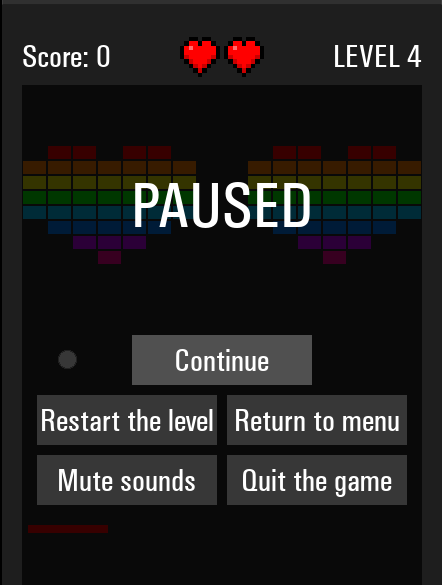 Score: 0
LEVEL 4
PAUSED
Continue
Restart the level
Return to menu
Mute sounds
Quit the game